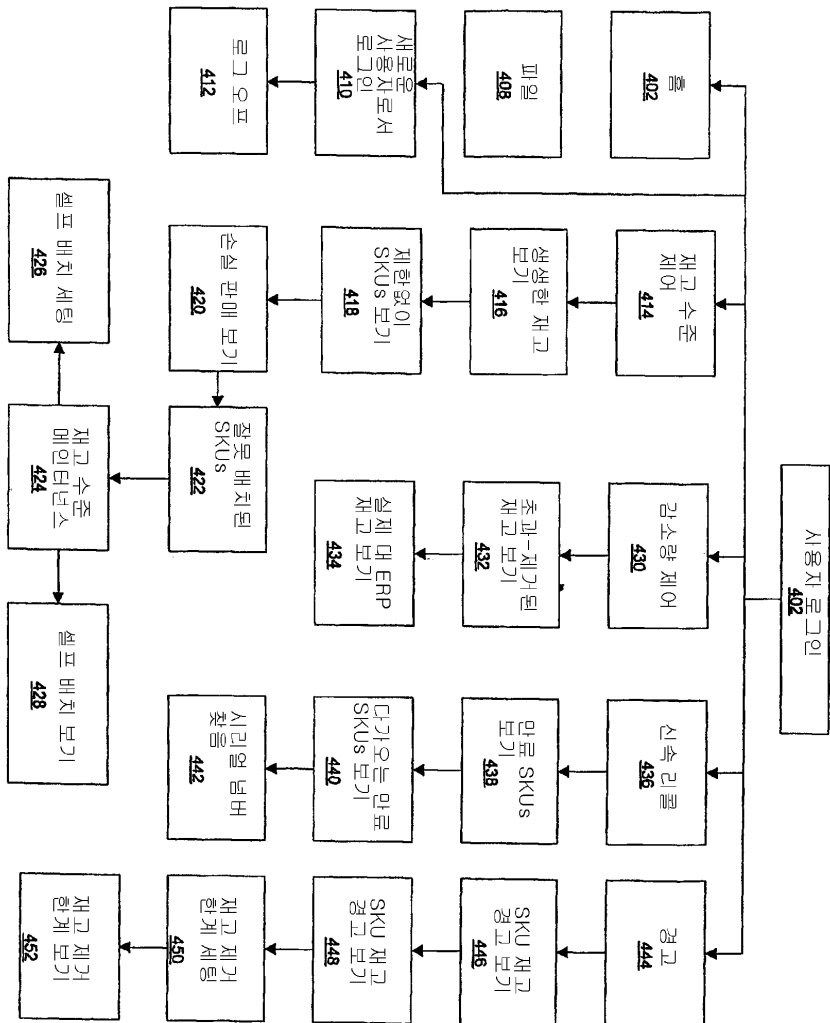 사용자 로그인
402
홈
402
파일
408
새로운
사용자로서
로그인
410
로그 오프
412
재고 수준
제어
414
생생한 재고
보기
416
제한없이
SKUs 보기
418
손실 판매 보기
420
잘못 배치된
SKUs
422
재고 수준
메인터넌스
424
셀프 배치 세팅
426
셀프 배치 보기
428
감소량 제어
430
초과-제거된
재고 보기
432
실제 대 ERP
재고 보기
434
신속 리콜
436
만료 SKUs
보기
438
다가오는 만료
SKUs 보기
440
시리얼 넘버
찾음
442
경고
444
SKU 재고
경고 보기
446
SKU 재고
경고 보기
448
재고 제거
한계 세팅
450
재고 제거
한계 보기
452